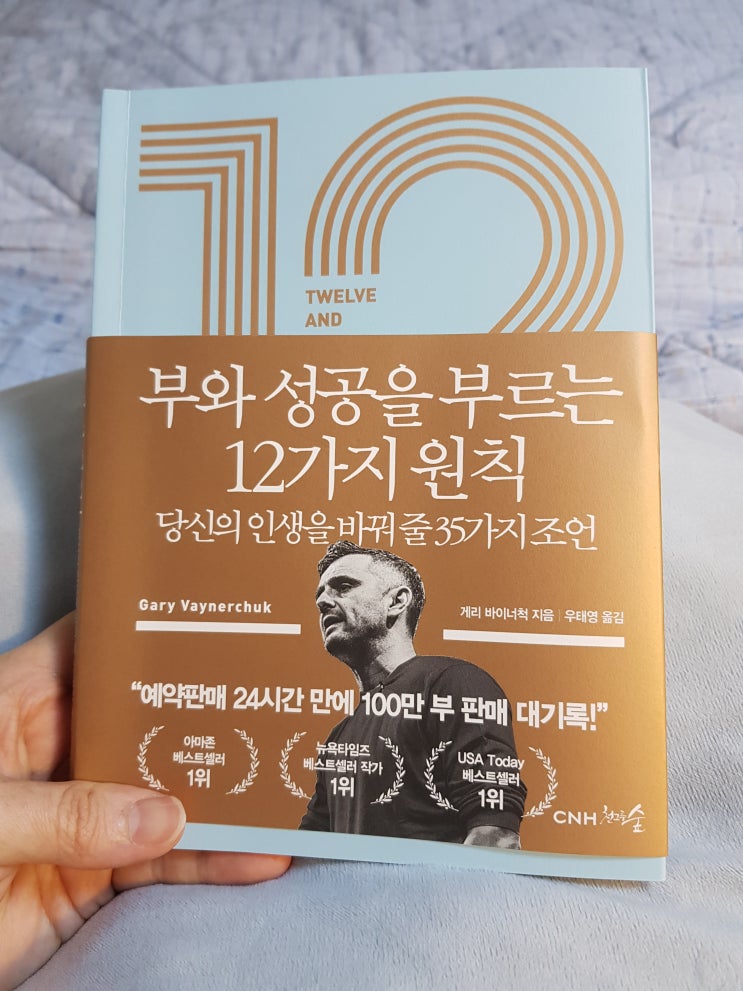 12
TWELVE
AND
부와 성공을 부르는
12가지 원칙
당신의 인생을 바꿔 줄 35가지 조언
Gary Vaynerchuk
게리 바이너척 지음 | 우태영 옮김
“예약판매 24시간 만에 100만 부 판매 대기록!”
아마존
베스트셀러
1위
뉴욕타임즈
베스트셀러 작가
1위
USA Today
베스트셀러
1위
CNH 천그루숲